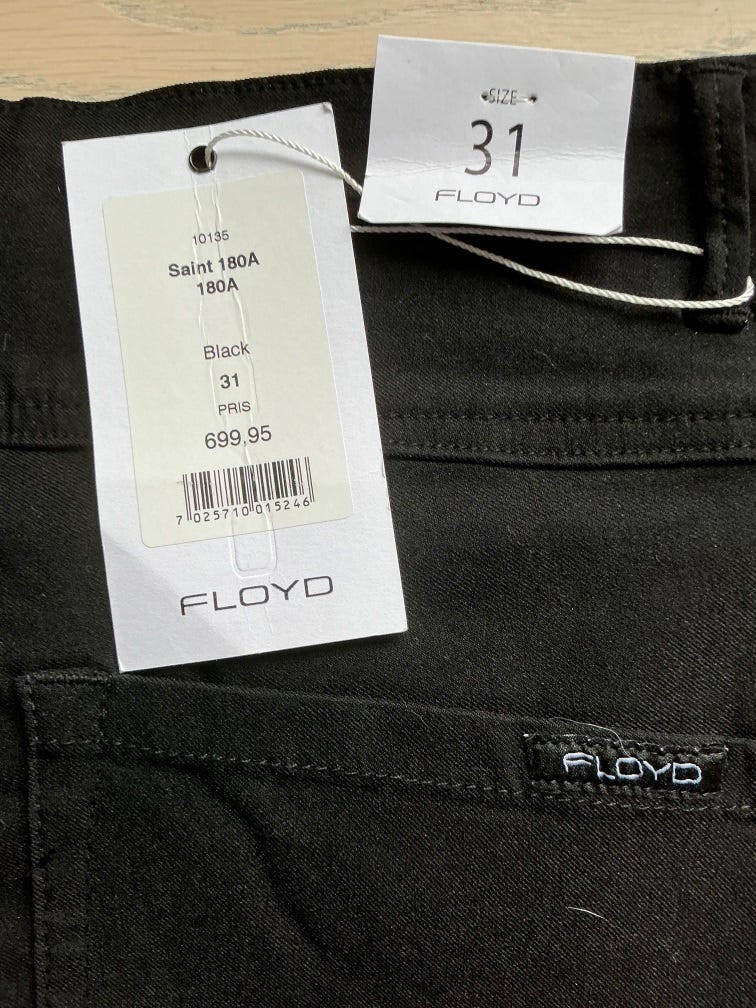 SIZE
31
FLOYD
10135
Saint 180A
180A
Black
31
PRIS
699,95
7 025710 015246
FLOYD
FLOYD